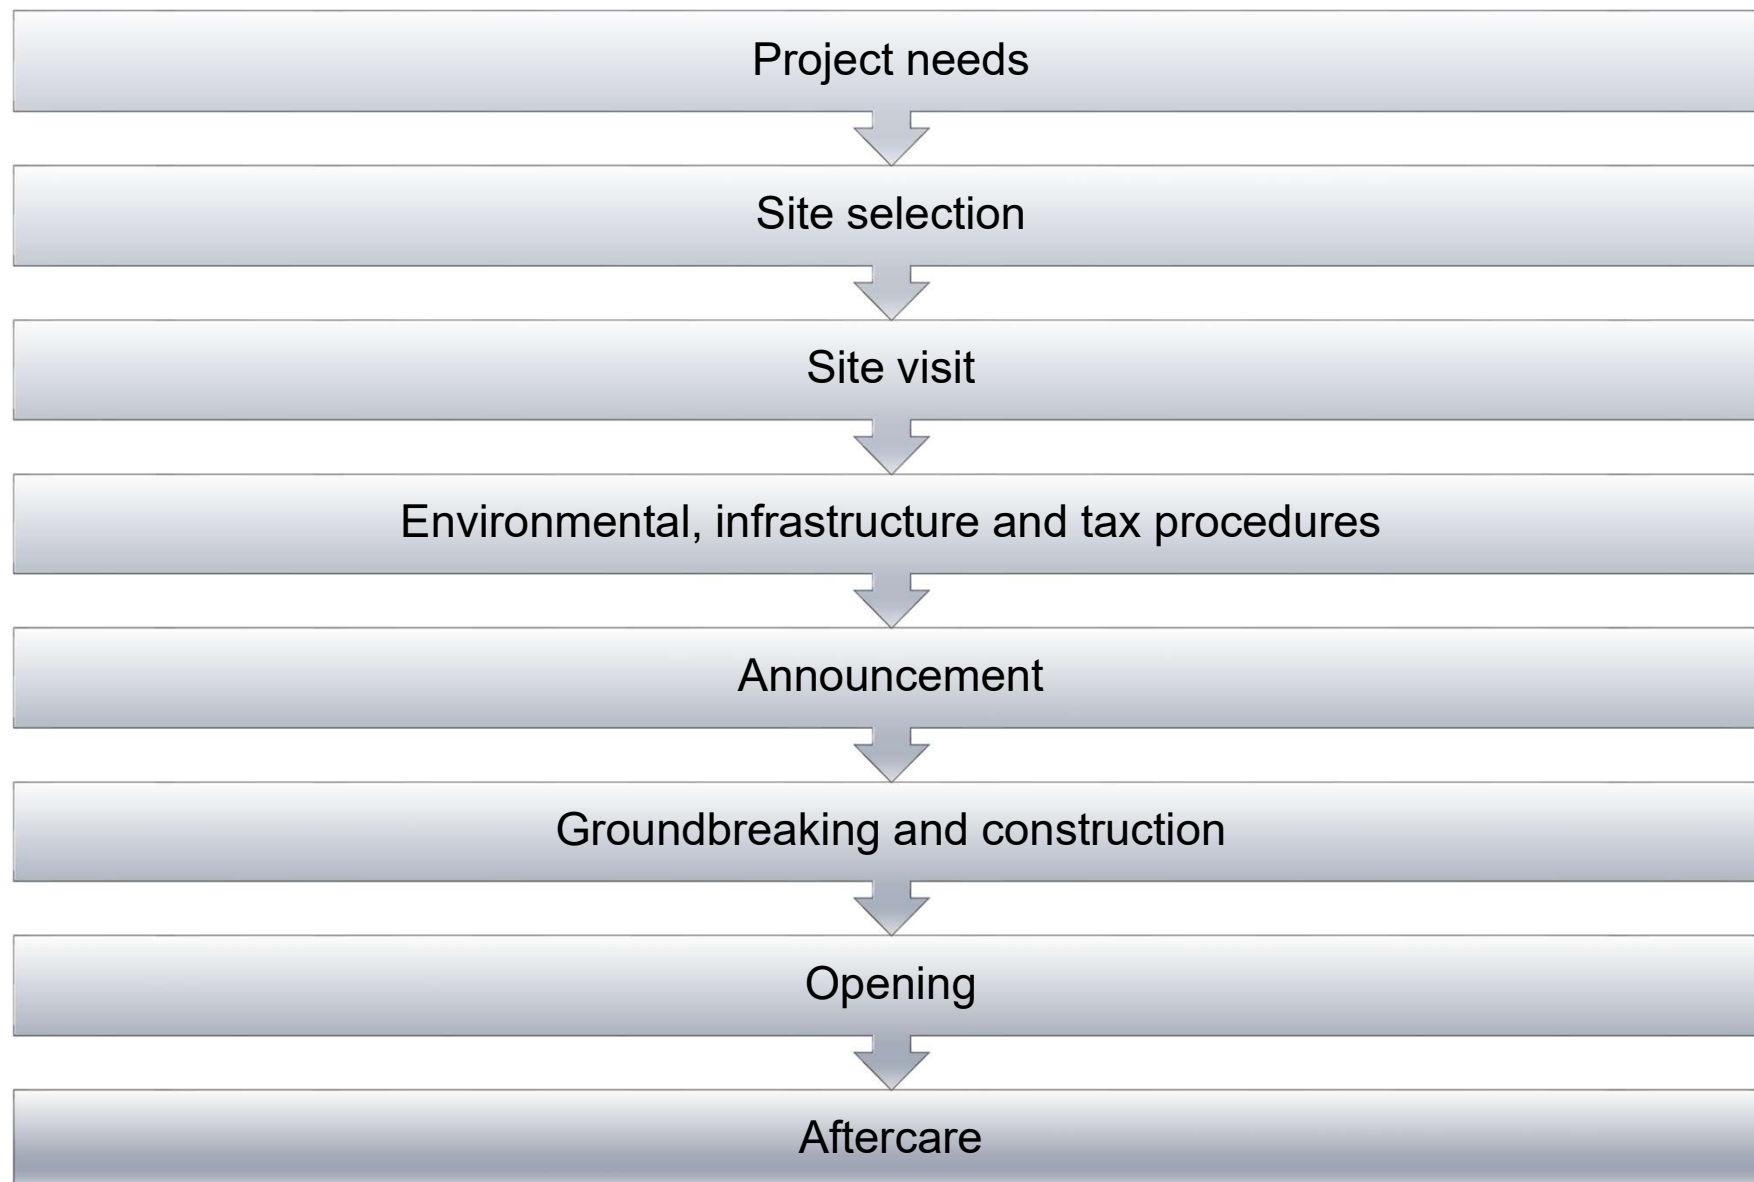 Project needs
Site selection
Site visit
Environmental, infrastructure and tax procedures
Announcement
Groundbreaking and construction
Opening
Aftercare